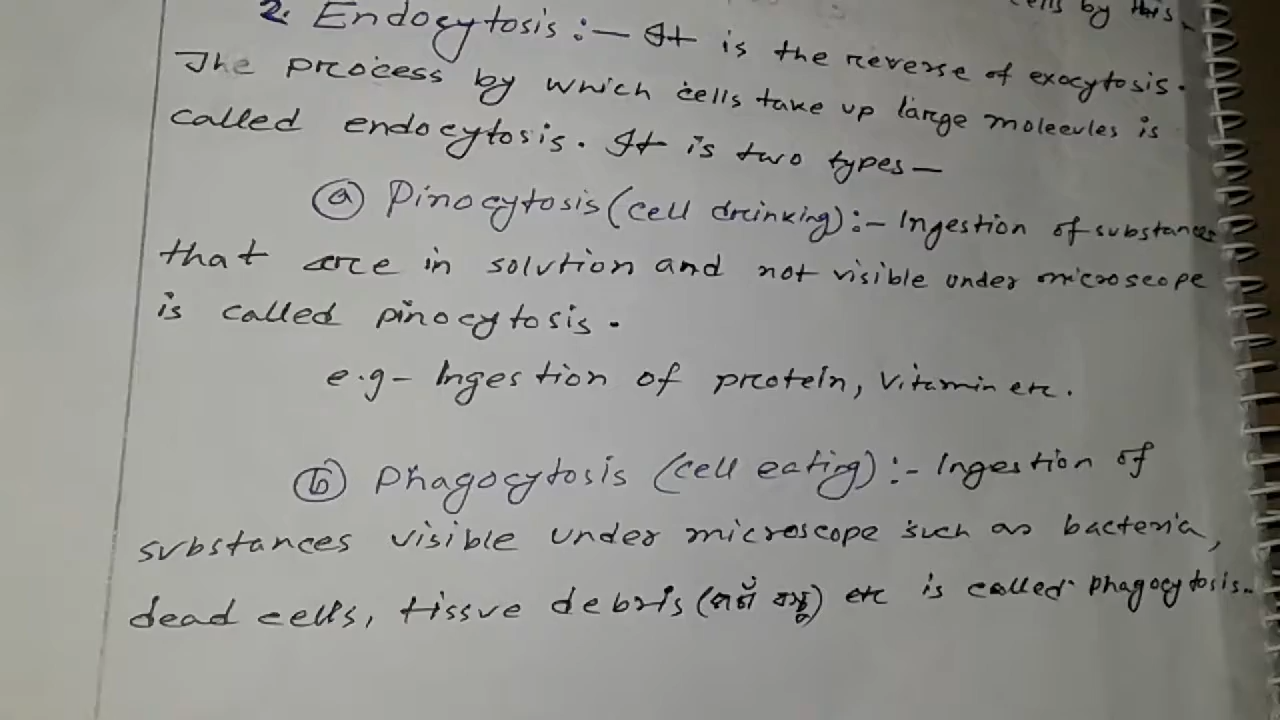 cells by this
2. Endocytosis :— It is the reverse of exocytosis.
The process by which cells take up large molecules is
called endocytosis. It is two types—
(a) Pinocytosis (cell drinking) :- Ingestion of substances
that are in solution and not visible under microscope
is called pinocytosis.
e.g- Ingestion of protein, vitamin etc.
(b) Phagocytosis (cell eating) :- Ingestion of
substances visible under microscope such as bacteria,
dead cells, tissue debris ( ) etc is called phagocytosis.